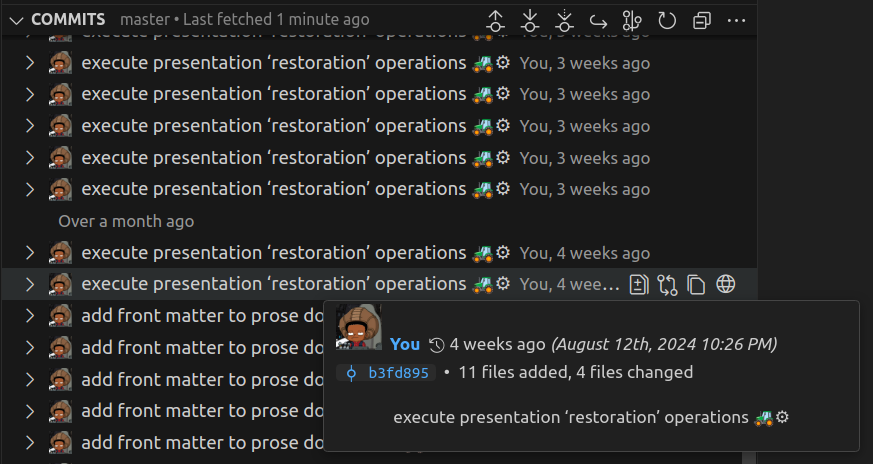 COMMITS master • Last fetched 1 minute ago
execute presentation ‘restoration’ operations 🚜⚙ You, 3 weeks ago
execute presentation ‘restoration’ operations 🚜⚙ You, 3 weeks ago
execute presentation ‘restoration’ operations 🚜⚙ You, 3 weeks ago
execute presentation ‘restoration’ operations 🚜⚙ You, 3 weeks ago
execute presentation ‘restoration’ operations 🚜⚙ You, 3 weeks ago
execute presentation ‘restoration’ operations 🚜⚙ You, 3 weeks ago
Over a month ago
execute presentation ‘restoration’ operations 🚜⚙ You, 4 weeks ago
execute presentation ‘restoration’ operations 🚜⚙ You, 4 wee…
add front matter to prose do
add front matter to prose do
add front matter to prose do
add front matter to prose do
add front matter to prose do
You 4 weeks ago (August 12th, 2024 10:26 PM)
b3fd895 • 11 files added, 4 files changed
execute presentation ‘restoration’ operations 🚜⚙